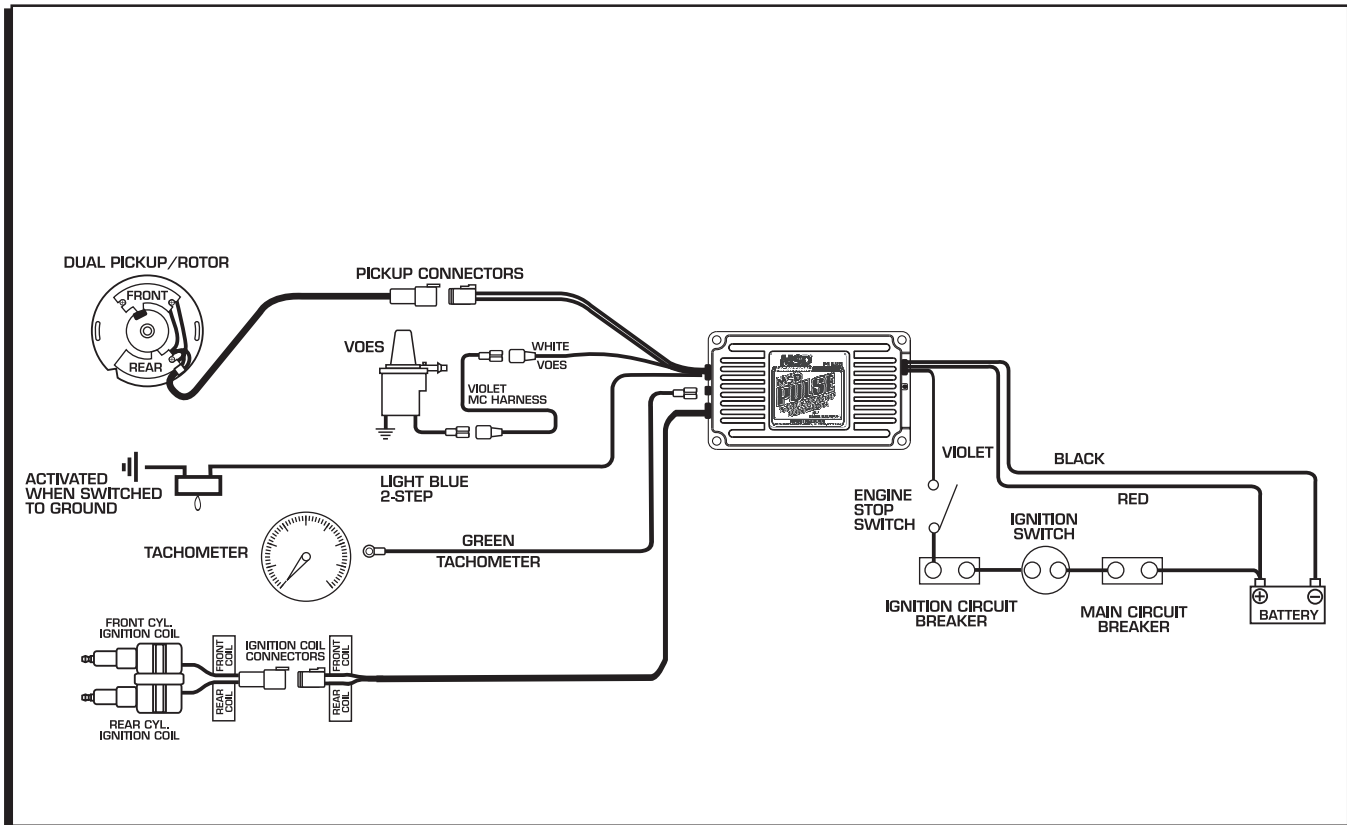 DUAL PICKUP/ROTOR
FRONT
REAR
PICKUP CONNECTORS
VOES
WHITE
VOES
VIOLET
MC HARNESS
MSD
PULSE
ACTIVATED
WHEN SWITCHED
TO GROUND
LIGHT BLUE
2-STEP
TACHOMETER
GREEN
TACHOMETER
FRONT CYL.
IGNITION COIL
REAR CYL.
IGNITION COIL
FRONT
COIL
REAR
COIL
IGNITION COIL
CONNECTORS
FRONT
COIL
REAR
COIL
VIOLET
BLACK
RED
ENGINE
STOP
SWITCH
IGNITION
SWITCH
IGNITION CIRCUIT
BREAKER
MAIN CIRCUIT
BREAKER
BATTERY